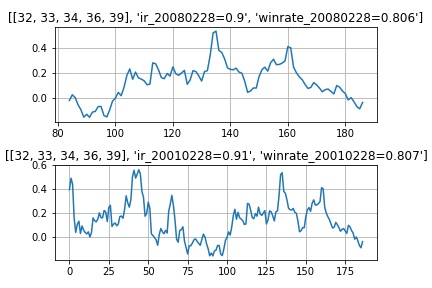 [[32, 33, 34, 36, 39], 'ir_20080228=0.9', 'winrate_20080228=0.806']
0.4
0.2
0.0
80 100 120 140 160 180
[[32, 33, 34, 36, 39], 'ir_20010228=0.91', 'winrate_20010228=0.807']
0.6
0.4
0.2
0.0
0 25 50 75 100 125 150 175